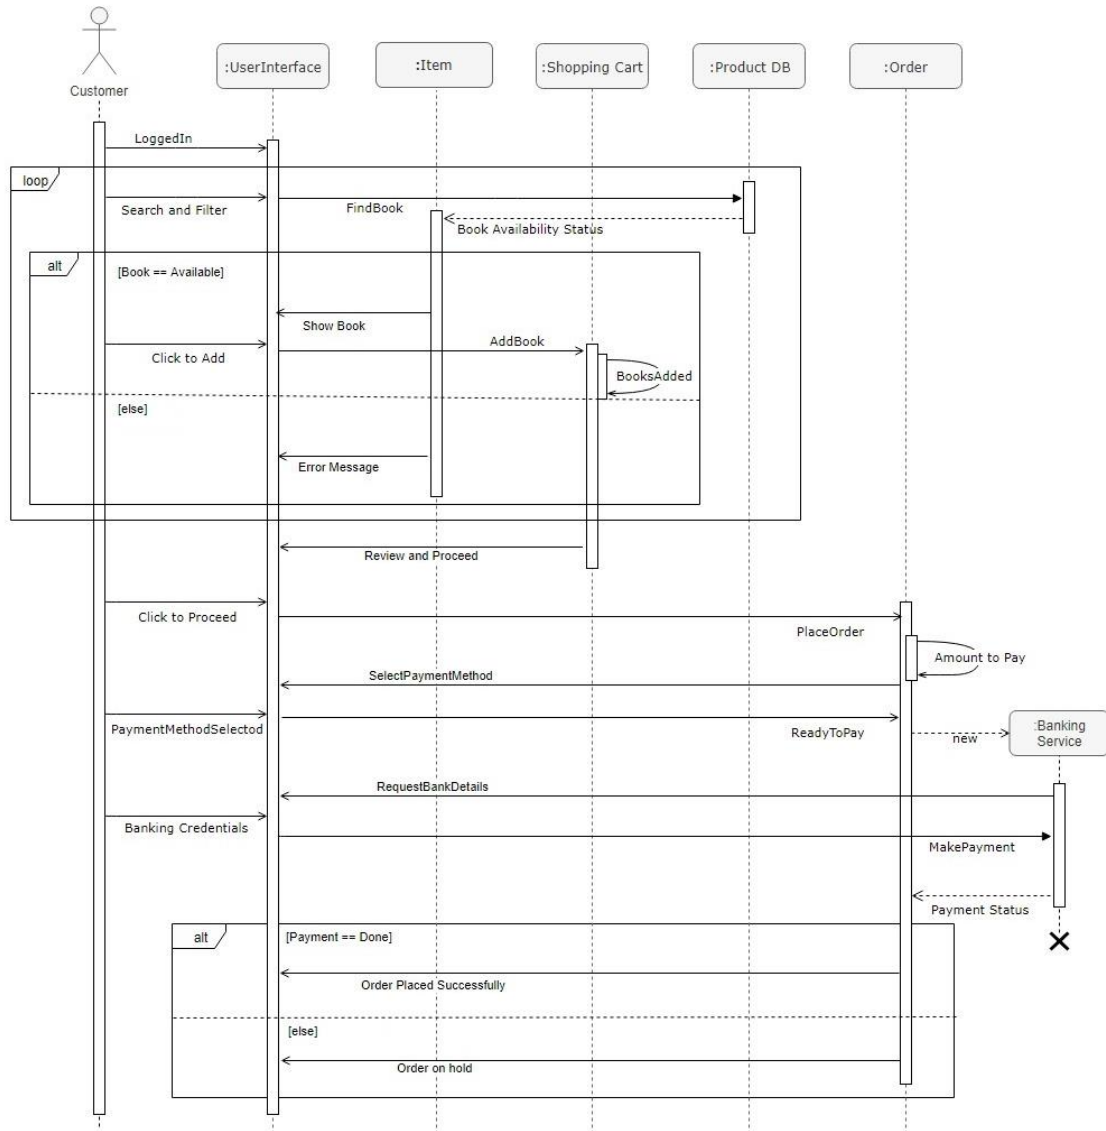 Customer
:UserInterface
:Item
:Shopping Cart
:Product DB
:Order
LoggedIn
loop
Search and Filter
FindBook
Book Availability Status
alt
[Book == Available]
Show Book
Click to Add
AddBook
BooksAdded
[else]
Error Message
Review and Proceed
Click to Proceed
PlaceOrder
Amount to Pay
SelectPaymentMethod
PaymentMethodSelectod
ReadyToPay
new
:Banking
Service
RequestBankDetails
Banking Credentials
MakePayment
Payment Status
alt
[Payment == Done]
Order Placed Successfully
[else]
Order on hold